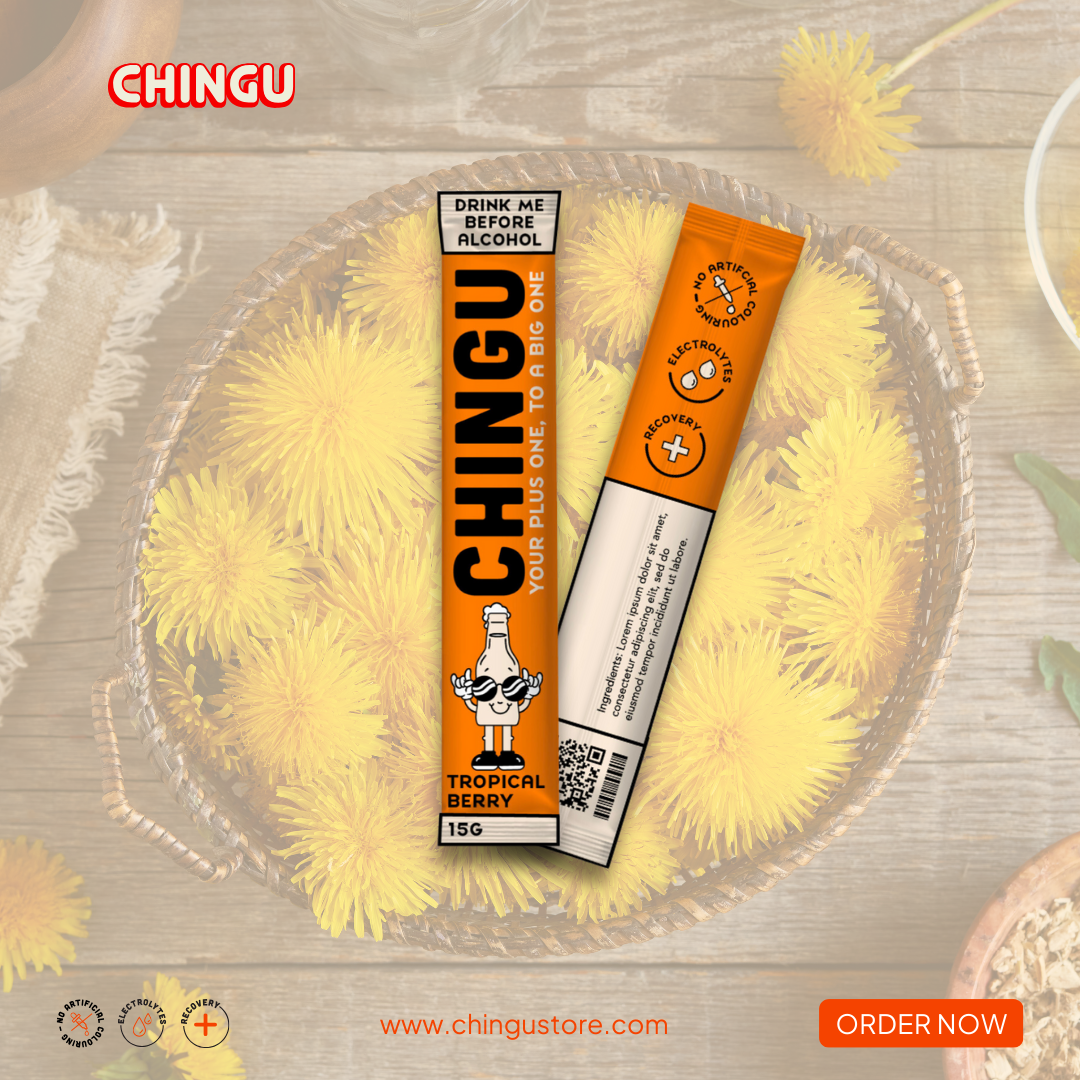 CHINGU
DRINK ME
BEFORE
ALCOHOL
CHINGU
YOUR PLUS ONE, TO A BIG ONE
TROPICAL
BERRY
15G
NO ARTIFCIAL COLOURING
ELECTROLYTES
RECOVERY
Ingredients: Lorem ipsum dolor sit amet,
consectetur adipiscing elit, sed do
eiusmod tempor incididunt ut labore.
NO ARTIFICIAL COLOURING
ELECTROLYTES
RECOVERY
www.chingustore.com
ORDER NOW